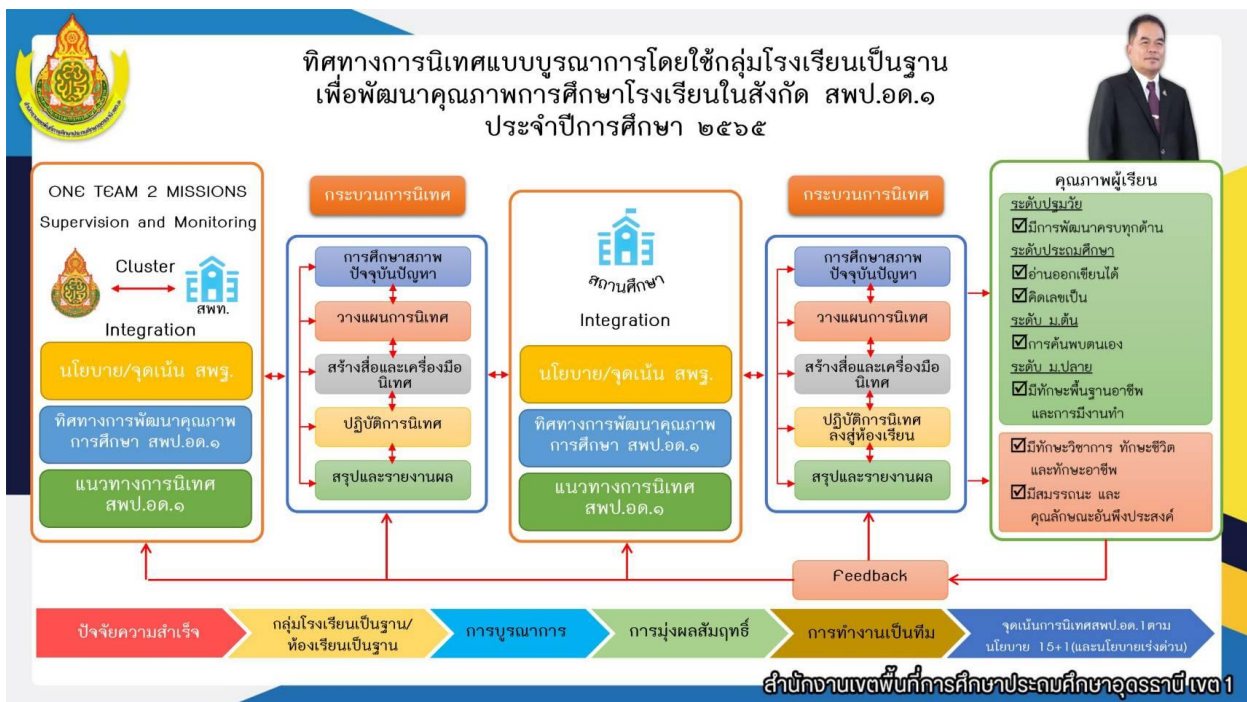 ทิศทางการนิเทศแบบบูรณาการโดยใช้กลุ่มโรงเรียนเป็นฐาน
เพื่อพัฒนาคุณภาพการศึกษาโรงเรียนในสังกัด สพป.อด.๑
ประจำปีการศึกษา ๒๕๖๕
ONE TEAM 2 MISSIONS
Supervision and Monitoring
Cluster
สพท.
Integration
นโยบาย/จุดเน้น สพฐ.
ทิศทางการพัฒนาคุณภาพ
การศึกษา สพป.อด.๑
แนวทางการนิเทศ
สพป.อด.๑
กระบวนการนิเทศ
การศึกษาสภาพ
ปัจจุบันปัญหา
วางแผนการนิเทศ
สร้างสื่อและเครื่องมือ
นิเทศ
ปฏิบัติการนิเทศ
สรุปและรายงานผล
สถานศึกษา
Integration
นโยบาย/จุดเน้น สพฐ.
ทิศทางการพัฒนาคุณภาพ
การศึกษา สพป.อด.๑
แนวทางการนิเทศ
สพป.อด.๑
กระบวนการนิเทศ
การศึกษาสภาพ
ปัจจุบันปัญหา
วางแผนการนิเทศ
สร้างสื่อและเครื่องมือ
นิเทศ
ปฏิบัติการนิเทศ
ลงสู่ห้องเรียน
สรุปและรายงานผล
คุณภาพผู้เรียน
ระดับปฐมวัย
☑มีการพัฒนาครบทุกด้าน
ระดับประถมศึกษา
☑อ่านออกเขียนได้
☑คิดเลขเป็น
ระดับ ม.ต้น
☑การค้นพบตนเอง
ระดับ ม.ปลาย
☑มีทักษะพื้นฐานอาชีพ
และการมีงานทำ
☑มีทักษะวิชาการ ทักษะชีวิต
และทักษะอาชีพ
☑มีสมรรถนะ และ
คุณลักษณะอันพึงประสงค์
Feedback
ปัจจัยความสำเร็จ
กลุ่มโรงเรียนเป็นฐาน/
ห้องเรียนเป็นฐาน
การบูรณาการ
การมุ่งผลสัมฤทธิ์
การทำงานเป็นทีม
จุดเน้นการนิเทศสพป.อด.1ตาม
นโยบาย 15+1(และนโยบายเร่งด่วน)
สำนักงานเขตพื้นที่การศึกษาประถมศึกษาอุดรธานี เขต 1